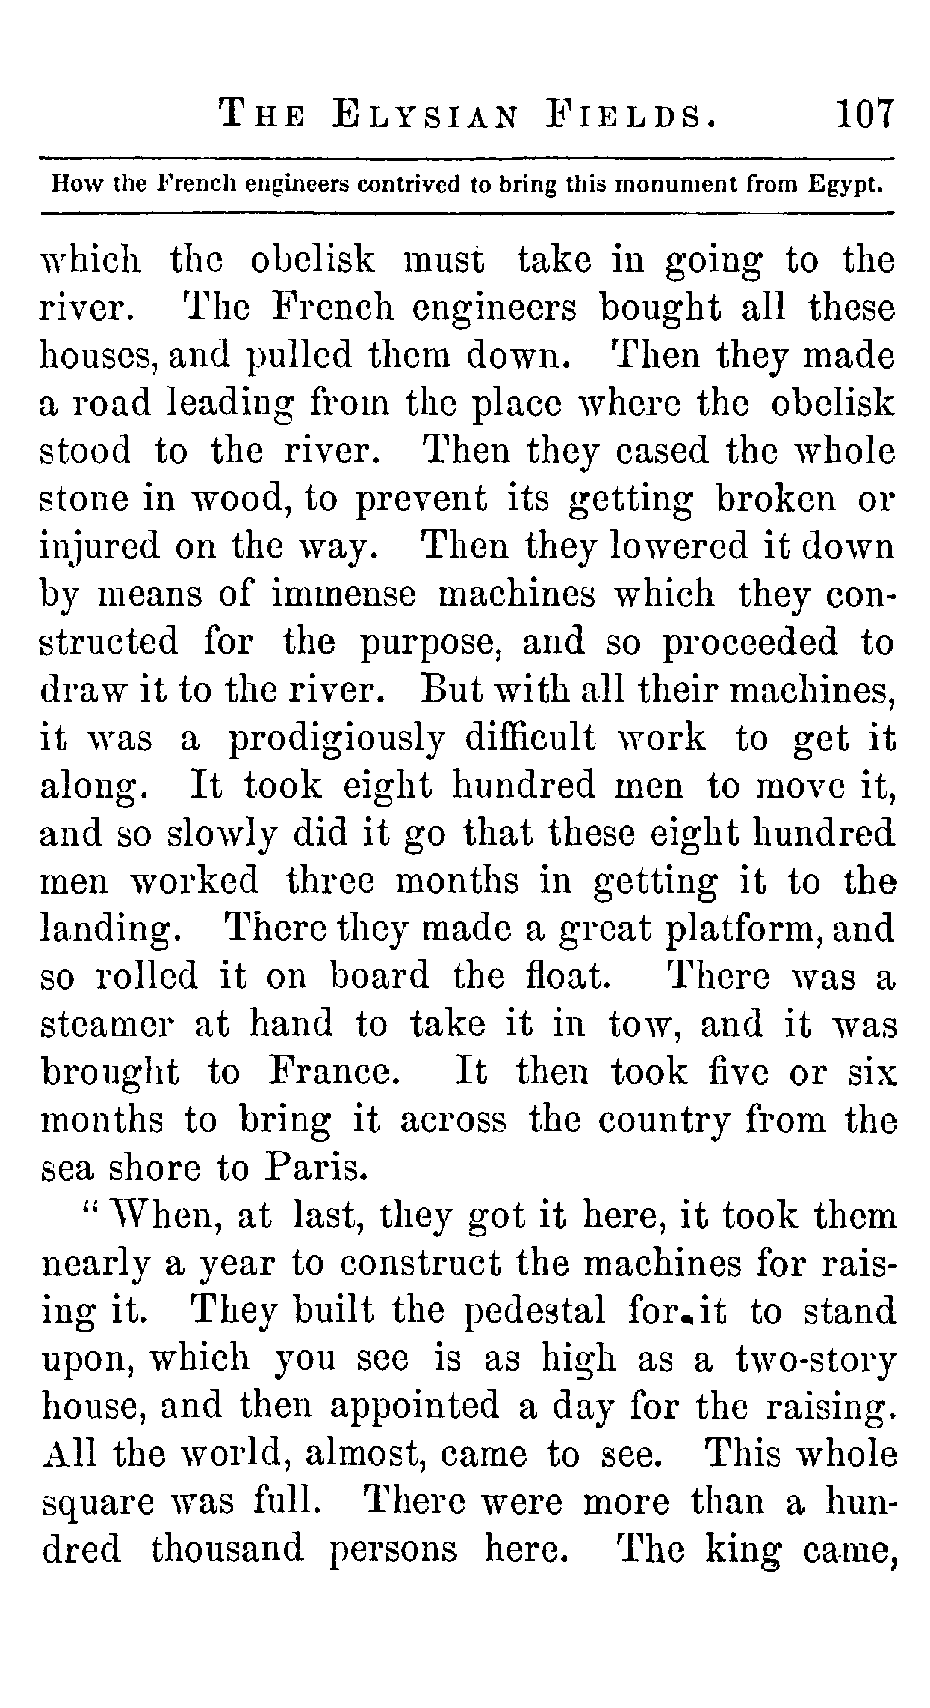 THE ELYSIAN FIELDS. 107
How the French engineers contrived to bring this monument from Egypt.
which the obelisk must take in going to the
river. The French engineers bought all these
houses, and pulled them down. Then they made
a road leading from the place where the obelisk
stood to the river. Then they cased the whole
stone in wood, to prevent its getting broken or
injured on the way. Then they lowered it down
by means of immense machines which they con-
structed for the purpose, and so proceeded to
draw it to the river. But with all their machines,
it was a prodigiously difficult work to get it
along. It took eight hundred men to move it,
and so slowly did it go that these eight hundred
men worked three months in getting it to the
landing. There they made a great platform, and
so rolled it on board the float. There was a
steamer at hand to take it in tow, and it was
brought to France. It then took five or six
months to bring it across the country from the
sea shore to Paris.
“When, at last, they got it here, it took them
nearly a year to construct the machines for rais-
ing it. They built the pedestal for it to stand
upon, which you see is as high as a two-story
house, and then appointed a day for the raising.
All the world, almost, came to see. This whole
square was full. There were more than a hun-
dred thousand persons here. The king came,